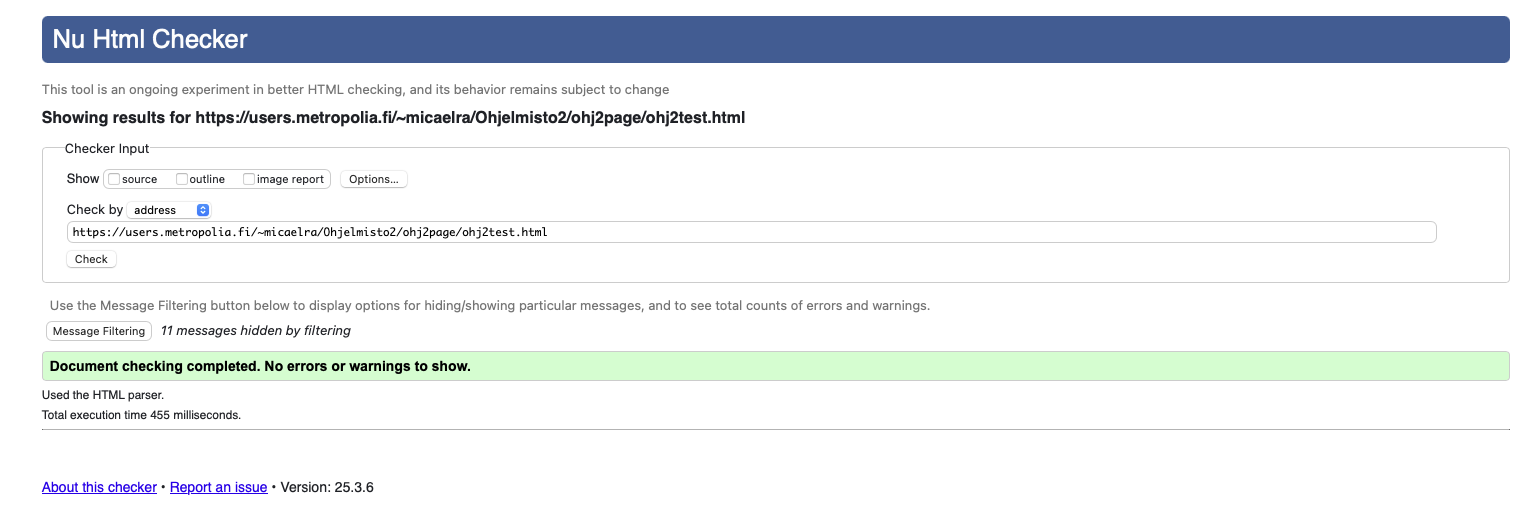 Nu Html Checker
This tool is an ongoing experiment in better HTML checking, and its behavior remains subject to change
Showing results for https://users.metropolia.fi/~micaelra/Ohjelmisto2/ohj2page/ohj2test.html
Checker Input
Show source outline image report Options...
Check by address
https://users.metropolia.fi/~micaelra/Ohjelmisto2/ohj2page/ohj2test.html
Check
Use the Message Filtering button below to display options for hiding/showing particular messages, and to see total counts of errors and warnings.
Message Filtering 11 messages hidden by filtering
Document checking completed. No errors or warnings to show.
Used the HTML parser.
Total execution time 455 milliseconds.
About this checker • Report an issue • Version: 25.3.6